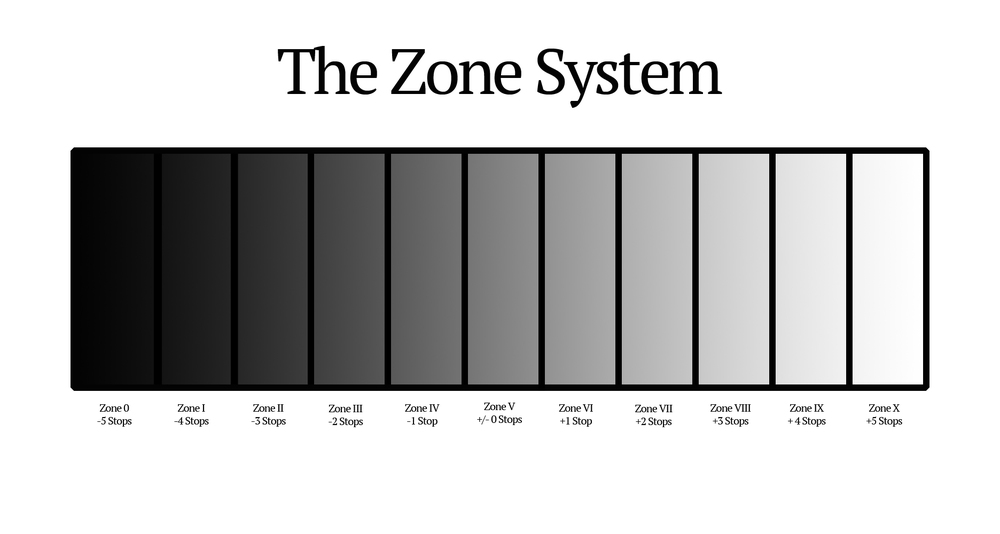 The Zone System
Zone 0
-5 Stops
Zone I
-4 Stops
Zone II
-3 Stops
Zone III
-2 Stops
Zone IV
-1 Stop
Zone V
+/- 0 Stops
Zone VI
+1 Stop
Zone VII
+2 Stops
Zone VIII
+3 Stops
Zone IX
+ 4 Stops
Zone X
+5 Stops